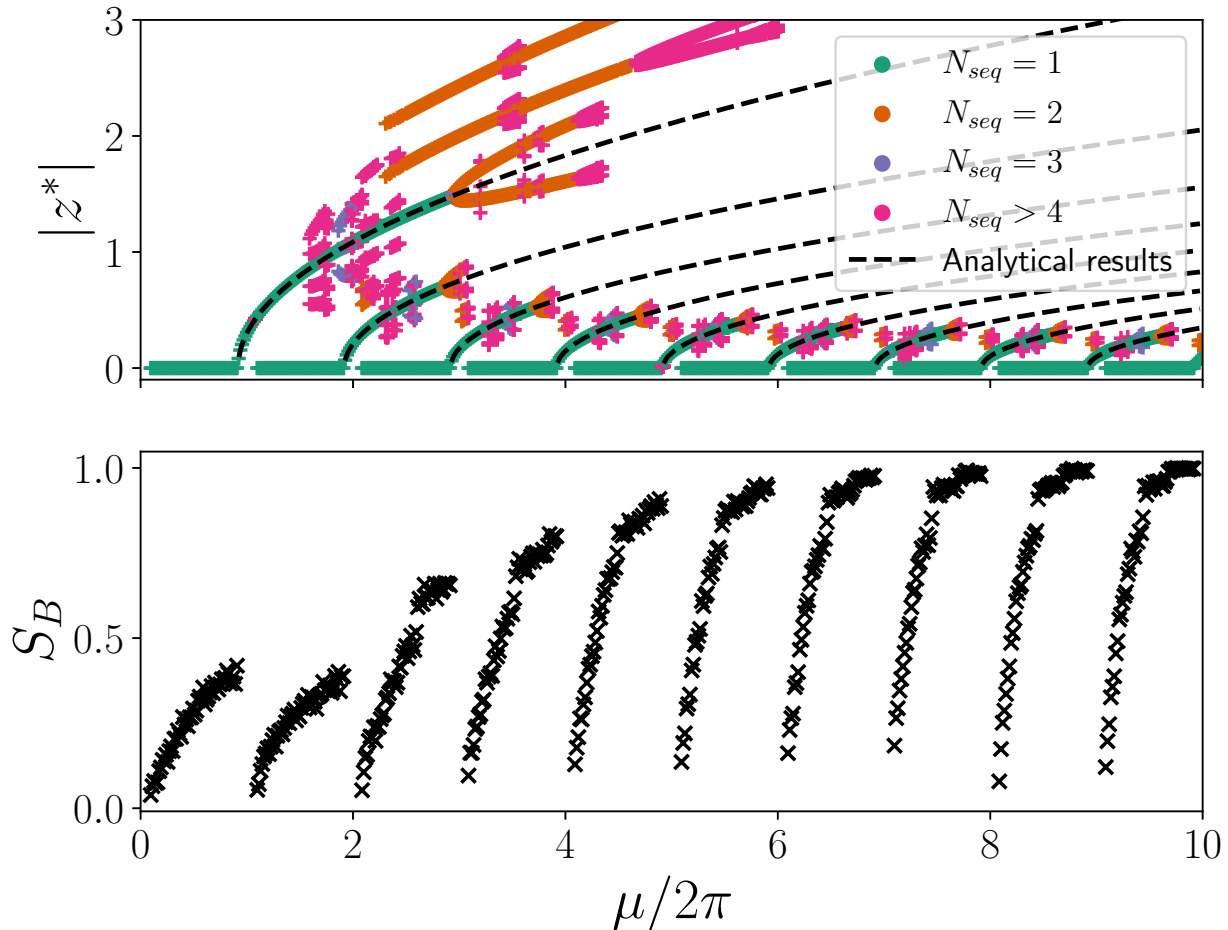 3
2
1
0
|z*|
N_seq = 1
N_seq = 2
N_seq = 3
N_seq > 4
Analytical results
1.0
0.5
0.0
S_B
0 2 4 6 8 10
μ/2π